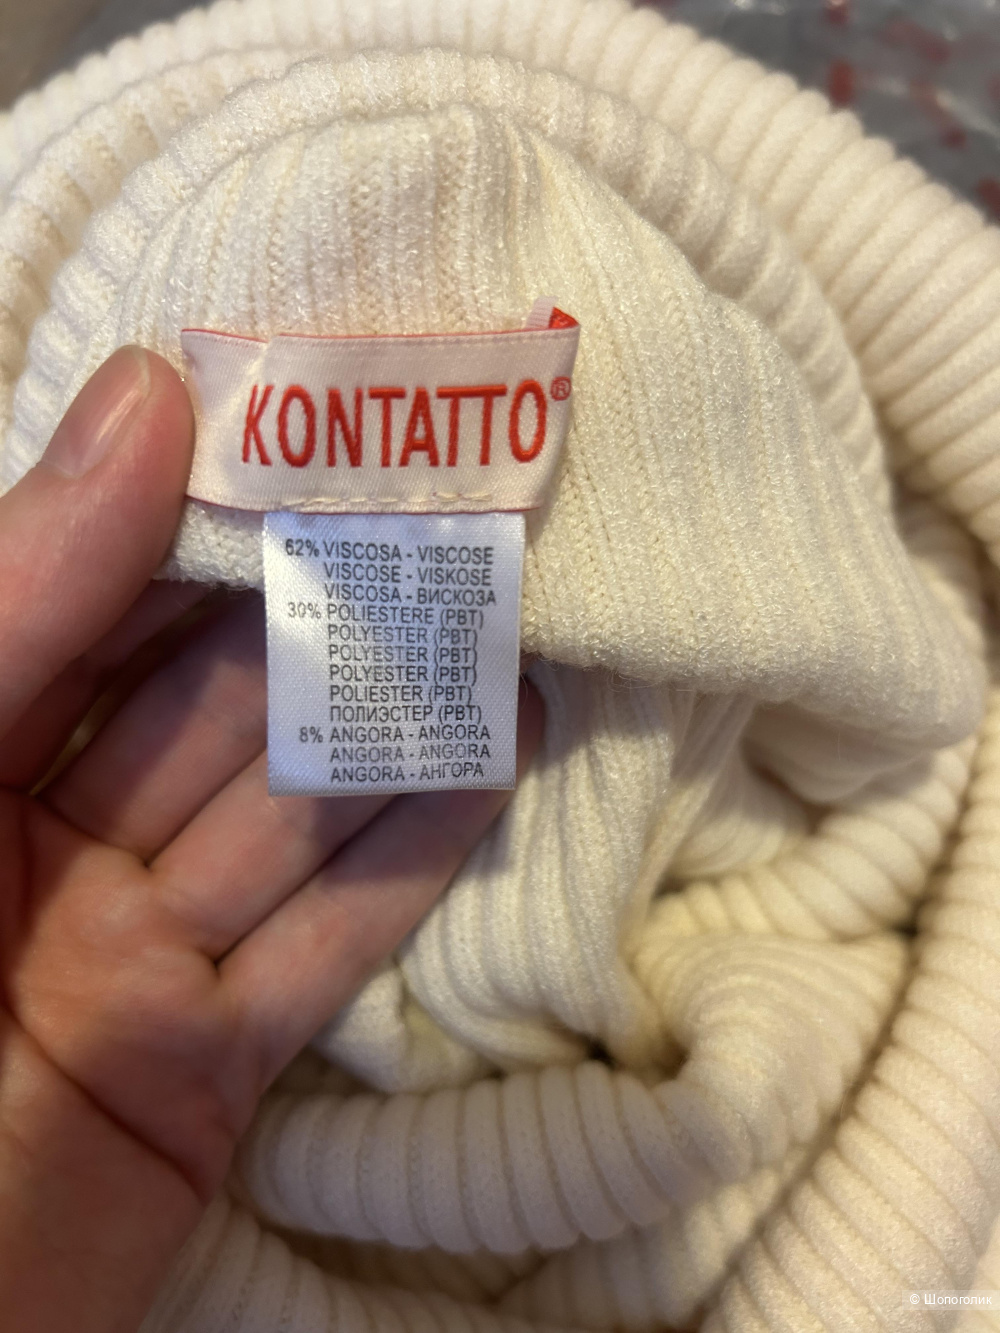 KONTATTO®
62% VISCOSA - VISCOSE
VISCOSE - VISKOSE
VISCOSA - ВИСКОЗА
30% POLIESTERE (PBT)
POLYESTER (PBT)
POLYESTER (PBT)
POLYESTER (PBT)
POLIESTER (PBT)
ПОЛИЭСТЕР (PBT)
8% ANGORA - ANGORA
ANGORA - ANGORA
ANGORA - АНГОРА
© Шопоголик